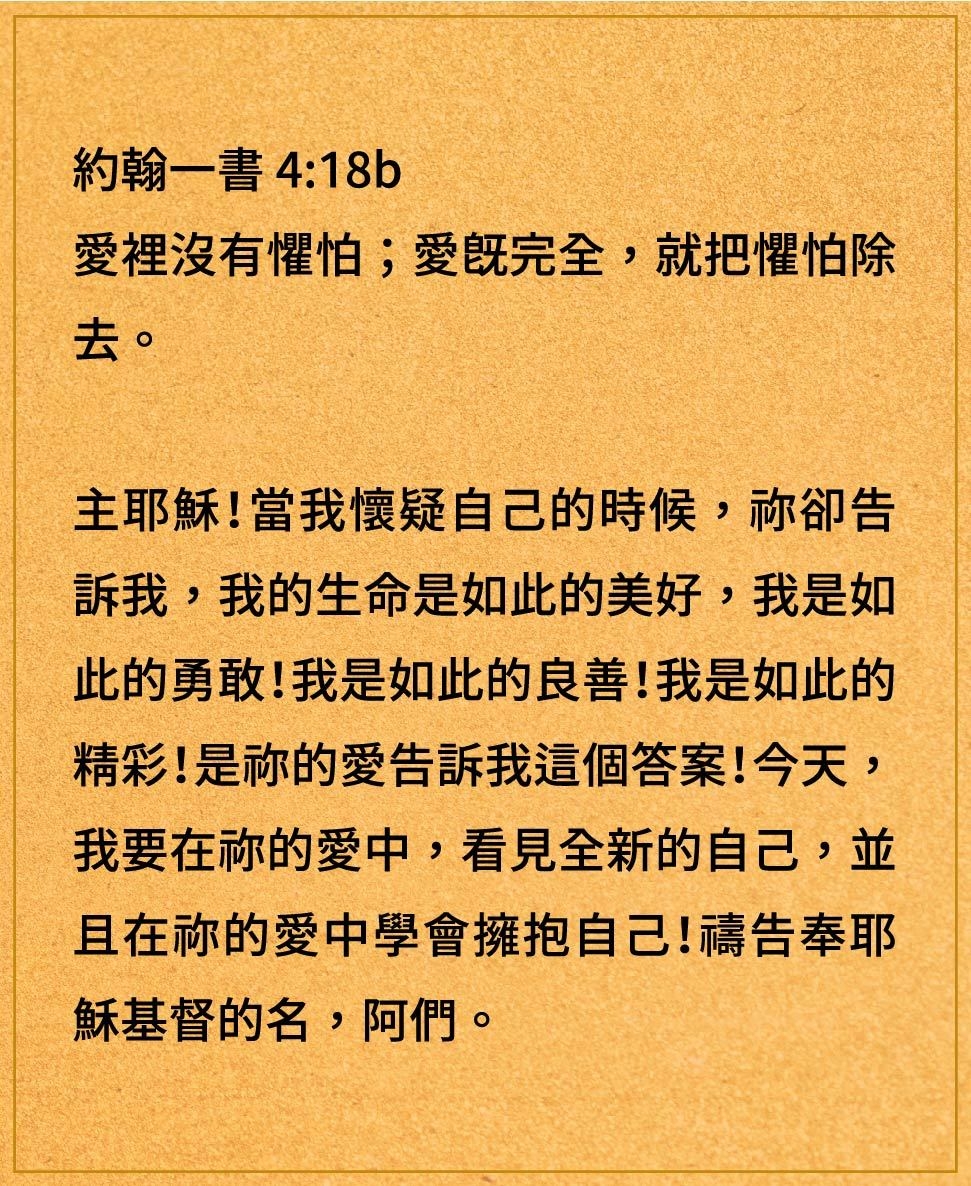 約翰一書 4:18b
愛裡沒有懼怕；愛既完全，就把懼怕除
去。
主耶穌！當我懷疑自己的時候，祢卻告
訴我，我的生命是如此的美好，我是如
此的勇敢！我是如此的良善！我是如此的
精彩！是祢的愛告訴我這個答案！今天，
我要在祢的愛中，看見全新的自己，並
且在祢的愛中學會擁抱自己！禱告奉耶
穌基督的名，阿們。